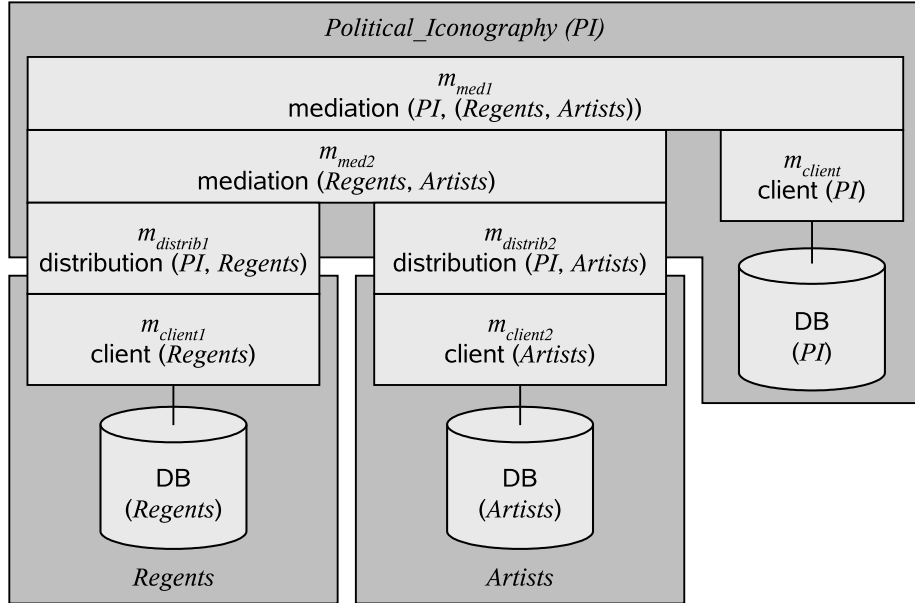 Political_Iconography (PI)
m_med1
mediation (PI, (Regents, Artists))
m_med2
mediation (Regents, Artists)
m_client
client (PI)
m_distrib1
distribution (PI, Regents)
m_distrib2
distribution (PI, Artists)
DB
(PI)
m_client1
client (Regents)
m_client2
client (Artists)
DB
(Regents)
DB
(Artists)
Regents
Artists